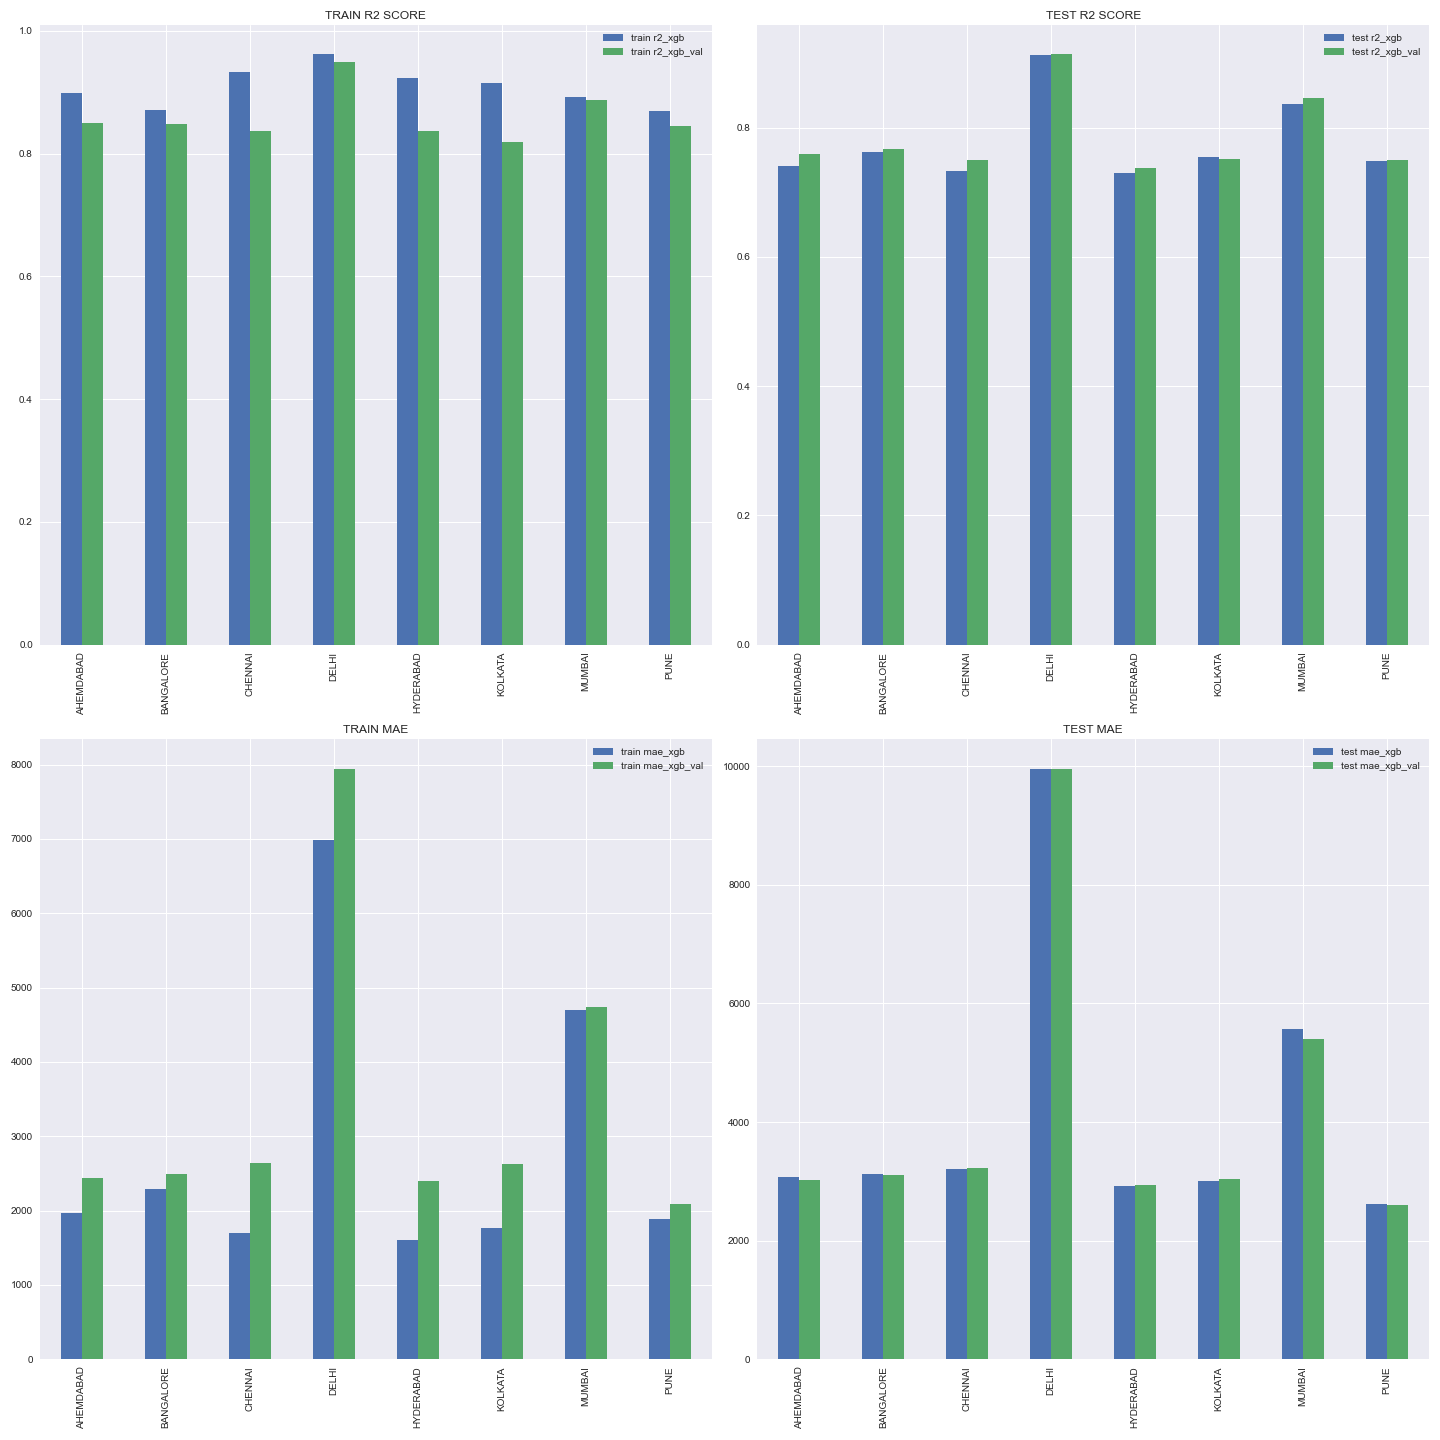 TRAIN R2 SCORE
train r2_xgb
train r2_xgb_val
1.0
0.8
0.6
0.4
0.2
0.0
AHEMDABAD
BANGALORE
CHENNAI
DELHI
HYDERABAD
KOLKATA
MUMBAI
PUNE
TEST R2 SCORE
test r2_xgb
test r2_xgb_val
0.8
0.6
0.4
0.2
0.0
AHEMDABAD
BANGALORE
CHENNAI
DELHI
HYDERABAD
KOLKATA
MUMBAI
PUNE
TRAIN MAE
train mae_xgb
train mae_xgb_val
8000
7000
6000
5000
4000
3000
2000
1000
0
AHEMDABAD
BANGALORE
CHENNAI
DELHI
HYDERABAD
KOLKATA
MUMBAI
PUNE
TEST MAE
test mae_xgb
test mae_xgb_val
10000
8000
6000
4000
2000
0
AHEMDABAD
BANGALORE
CHENNAI
DELHI
HYDERABAD
KOLKATA
MUMBAI
PUNE